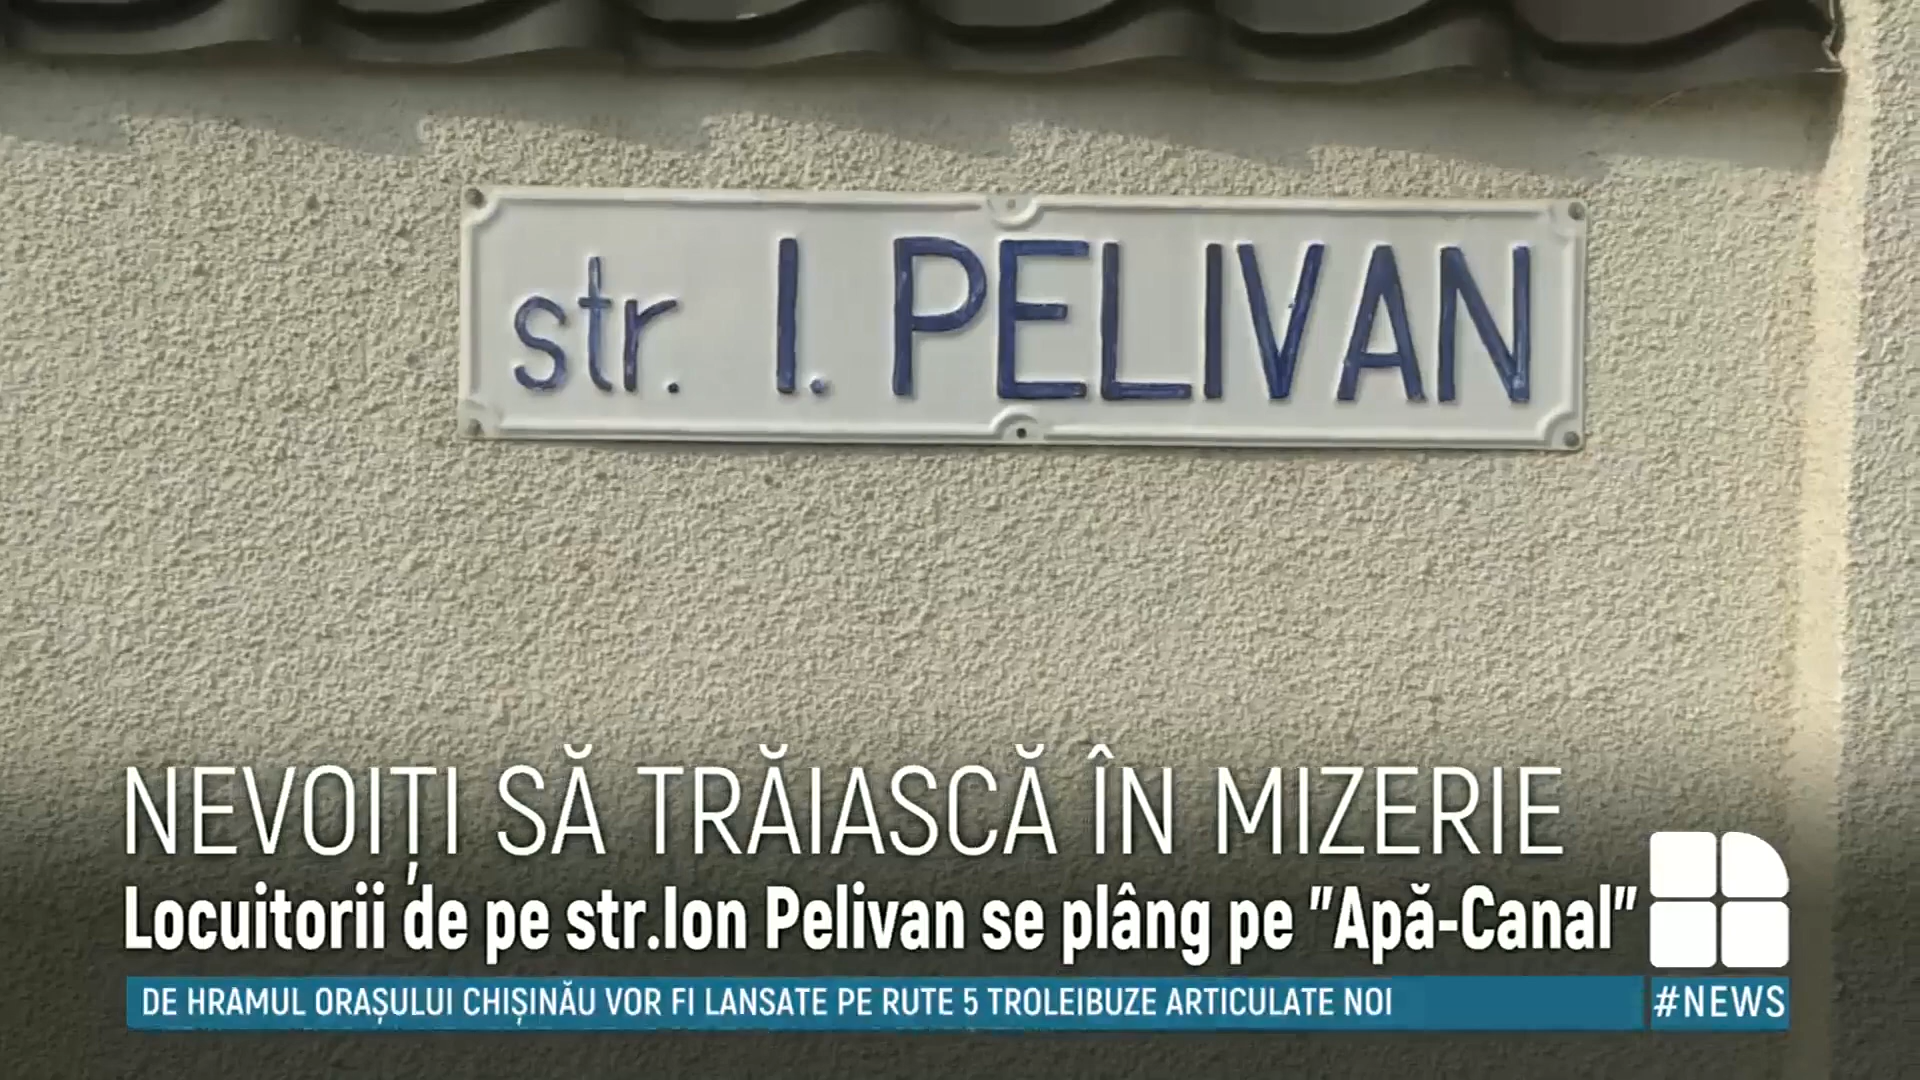 str. I. PELIVAN
NEVOIȚI SĂ TRĂIASCĂ ÎN MIZERIE
Locuitorii de pe str.Ion Pelivan se plâng pe "Apă-Canal"
DE HRAMUL ORAȘULUI CHIȘINĂU VOR FI LANSATE PE RUTE 5 TROLEIBUZE ARTICULATE NOI
#NEWS